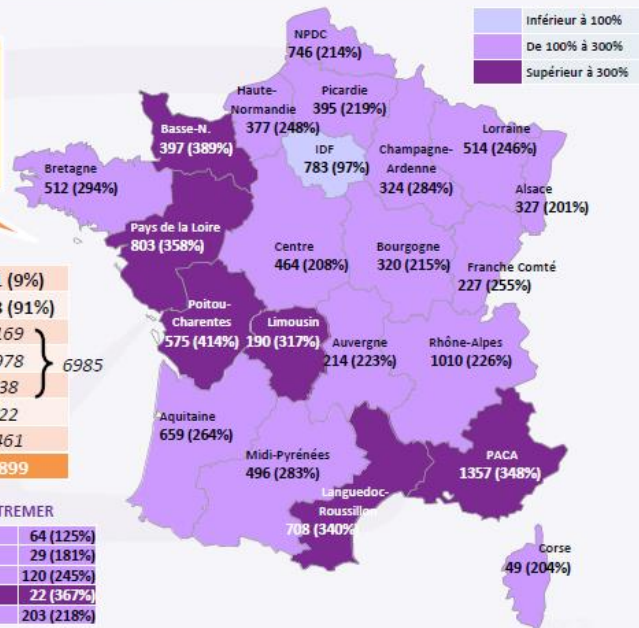 Inférieur à 100%
De 100% à 300%
Supérieur à 300%
NPDC
746 (214%)
Haute-
Normandie
377 (248%)
Picardie
395 (219%)
Basse-N.
397 (389%)
IDF
783 (97%)
Champagne-
Ardenne
324 (284%)
Lorraine
514 (246%)
Alsace
327 (201%)
Bretagne
512 (294%)
Pays de la Loire
803 (358%)
Centre
464 (208%)
Bourgogne
320 (215%)
Franche Comté
227 (255%)
Poitou-
Charentes
575 (414%)
Limousin
190 (317%)
Auvergne
214 (223%)
Rhône-Alpes
1010 (226%)
Aquitaine
659 (264%)
Midi-Pyrénées
496 (283%)
Languedoc-
Roussillon
708 (340%)
PACA
1357 (348%)
Corse
49 (204%)
(9%)
(91%)
169
978
38
6985
22
461
899
TREMER
64 (125%)
29 (181%)
120 (245%)
22 (367%)
203 (218%)